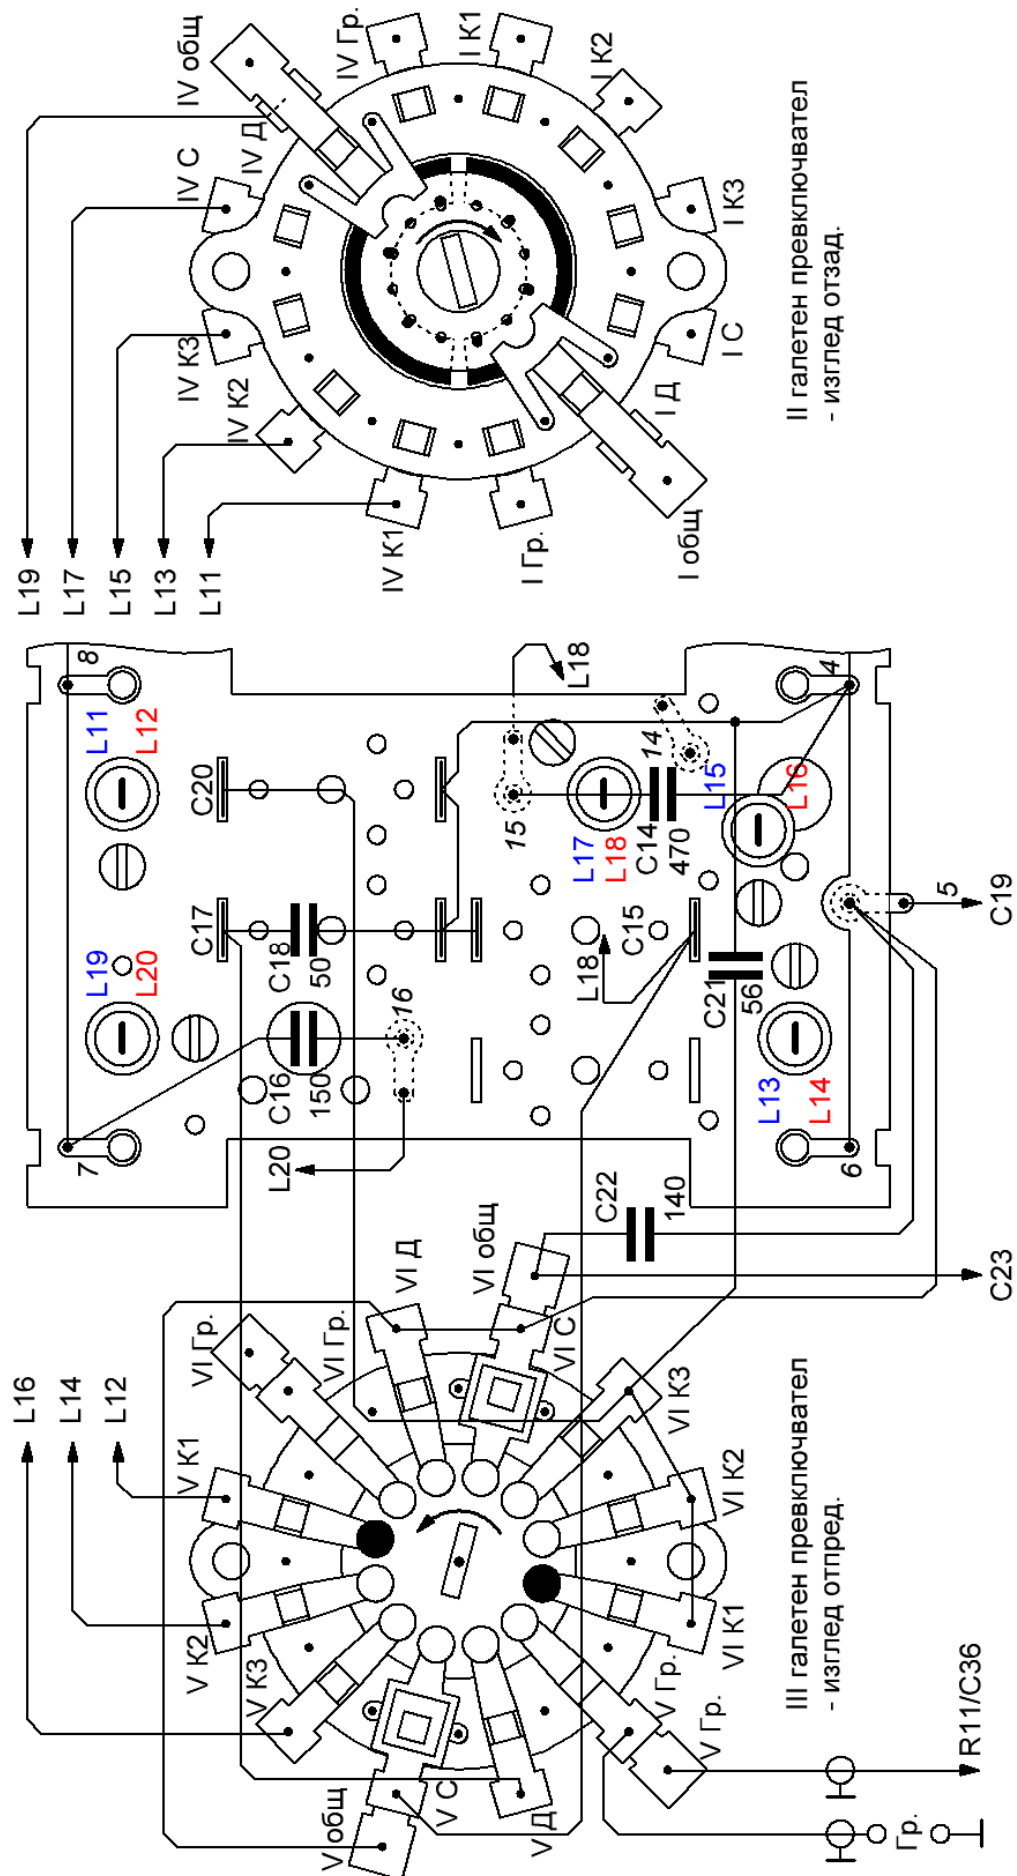 L19
L17
L15
L13
L11
IV общ
IV Гр.
I К1
I К2
IV Д
IV С
I К3
IV К3
IV К2
I С
I Д
IV К1
I Гр.
I общ
II галетен превключвател
- изглед отзад.
8
L11
L12
C20
L18
14
4
15
L17
L18
C14
470
L15
L16
C17
C18
50
L19
L20
16
L18
C15
C21
56
5
C19
C16
150
L13
L14
7
L20
6
C22
140
C23
L16
L14
L12
VI Гр.
VI Гр.
VI Д
VI общ
VI С
V К1
VI К3
VI К2
V К2
V К3
VI К1
V общ
V С
V Д
V Гр.
V Гр.
III галетен превключвател
- изглед отпред.
R11/C36
Гр.